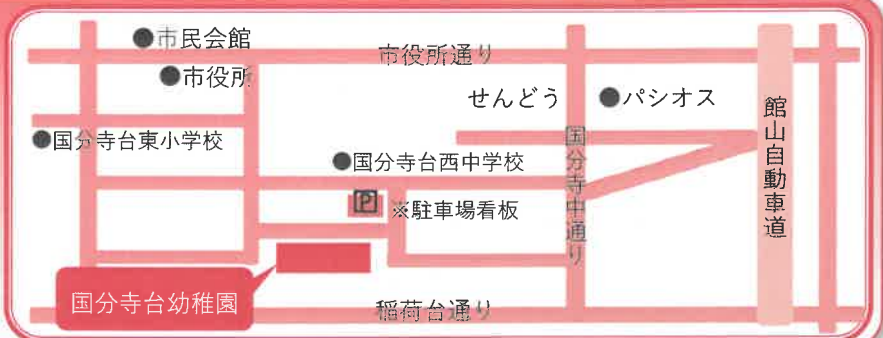 ●市民会館
市役所通り
●市役所
せんどう
●パシオス
館山自動車道
●国分寺台東小学校
国分寺中通り
●国分寺台西中学校
P
※駐車場看板
国分寺台幼稚園
稲荷台通り